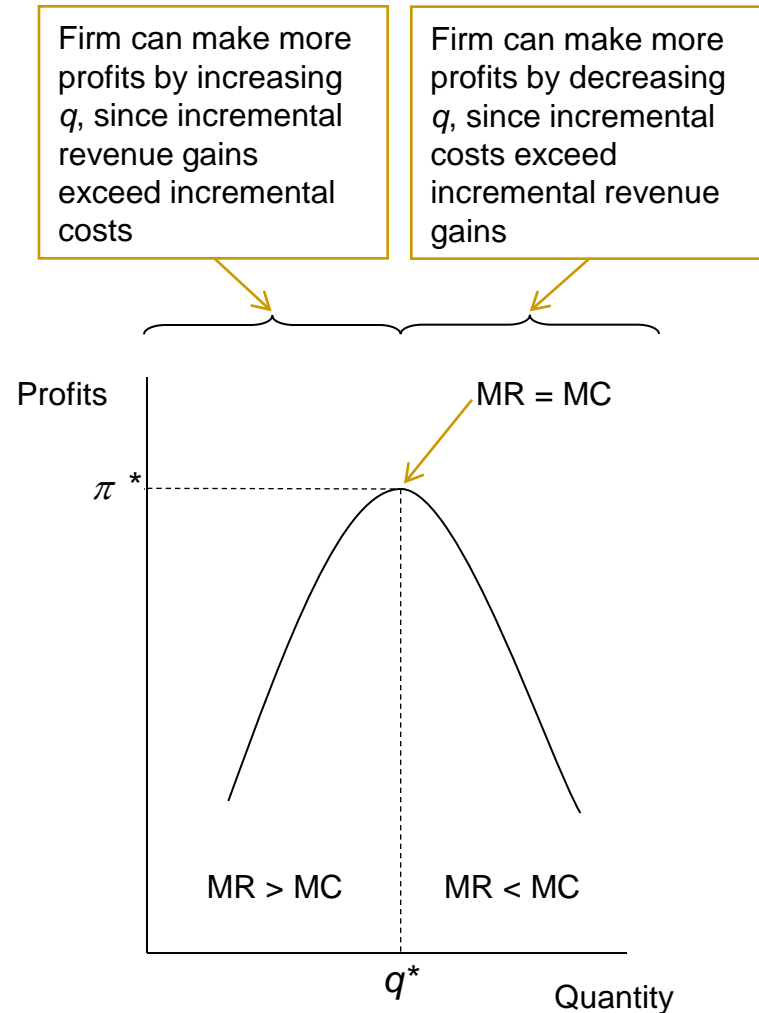 Firm can make more
profits by increasing
q, since incremental
revenue gains
exceed incremental
costs
Firm can make more
profits by decreasing
q, since incremental
costs exceed
incremental revenue
gains
Profits
MR = MC
π *
MR > MC
MR < MC
q*
Quantity